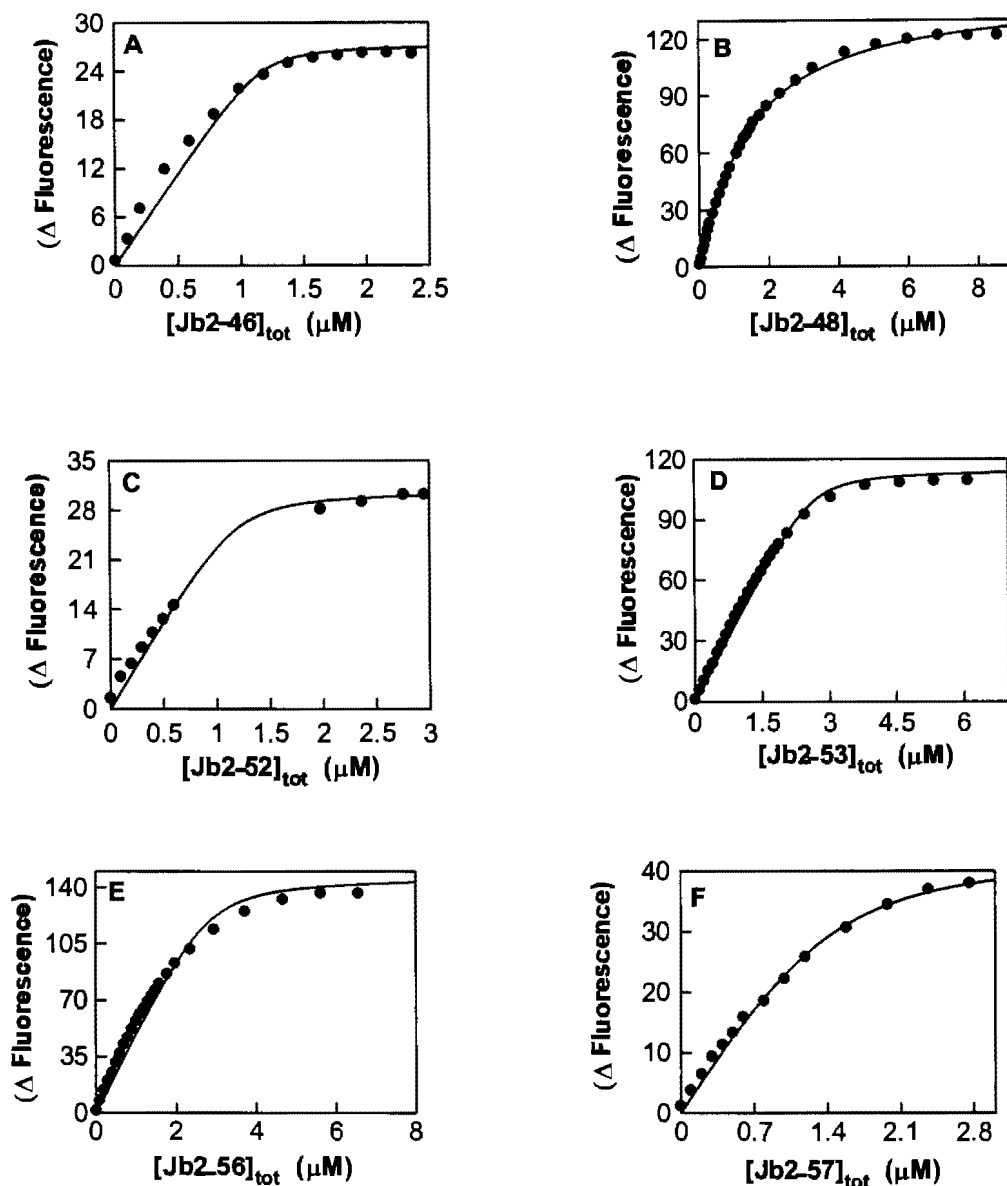 A
(Δ Fluorescence)
30
24
18
12
6
0
0 0.5 1 1.5 2 2.5
[Jb2-46]tot (μM)
B
(Δ Fluorescence)
120
90
60
30
0
0 2 4 6 8
[Jb2-48]tot (μM)
C
(Δ Fluorescence)
35
28
21
14
7
0
0 0.5 1 1.5 2 2.5 3
[Jb2-52]tot (μM)
D
(Δ Fluorescence)
120
90
60
30
0
0 1.5 3 4.5 6
[Jb2-53]tot (μM)
E
(Δ Fluorescence)
140
105
70
35
0
0 2 4 6 8
[Jb2-56]tot (μM)
F
(Δ Fluorescence)
40
30
20
10
0
0 0.7 1.4 2.1 2.8
[Jb2-57]tot (μM)